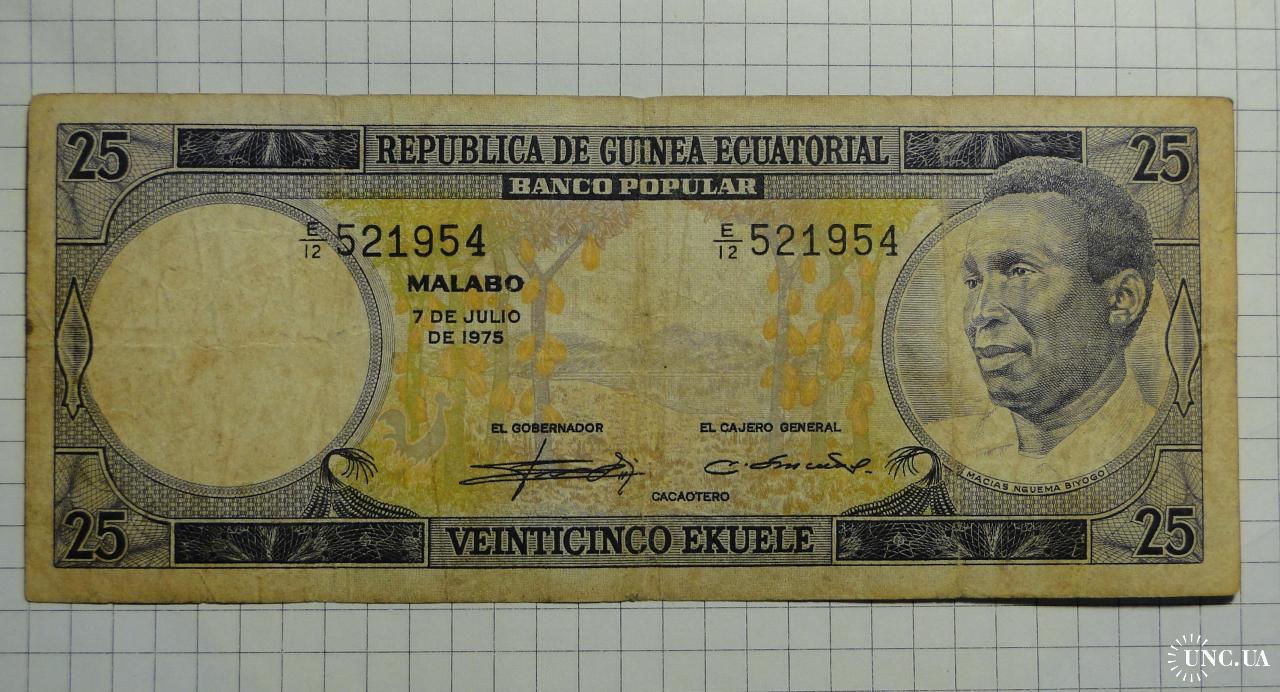 25 REPUBLICA DE GUINEA ECUATORIAL 25
BANCO POPULAR
E/12 521954 E/12 521954
MALABO
7 DE JULIO
DE 1975
EL GOBERNADOR EL CAJERO GENERAL
MACIAS NGUEMA BIYOGO
CACAOTERO
25 VEINTICINCO EKUELE 25
UNC.UA